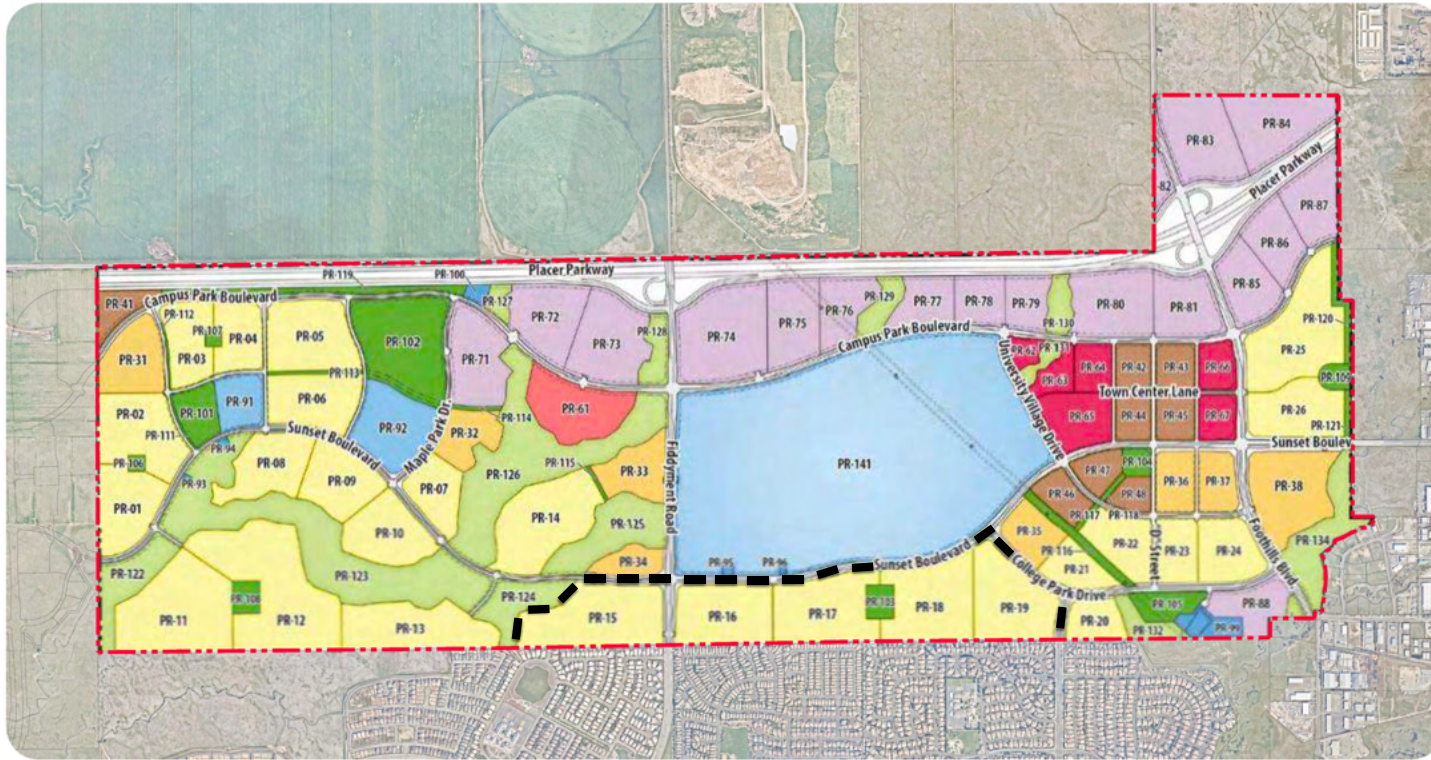 PR-83
PR-84
-82
Placer Parkway
PR-87
PR-86
PR-85
PR-119
PR-100
Placer Parkway
PR-41
Campus Park Boulevard
PR-127
PR-112
PR-107
PR-04
PR-03
PR-05
PR-102
PR-71
PR-72
PR-73
PR-128
PR-74
PR-75
PR-76
PR-129
PR-77
PR-78
PR-79
PR-130
PR-80
PR-81
Campus Park Boulevard
PR-120
PR-25
PR-31
PR-113
PR-62
PR-131
PR-63
PR-64
PR-42
PR-43
PR-66
Town Center Lane
PR-109
PR-02
PR-101
PR-91
PR-06
PR-92
Maple Park Dr.
PR-32
PR-114
PR-61
University Village Drive
PR-65
PR-44
PR-45
PR-67
PR-26
PR-121
PR-111
PR-94
Sunset Boulevard
Sunset Boulev
PR-106
PR-93
PR-08
PR-09
PR-07
PR-126
PR-115
PR-33
Fiddyment Road
PR-141
PR-47
PR-104
PR-46
PR-48
PR-36
PR-37
PR-38
PR-01
PR-10
PR-14
PR-125
PR-117
PR-118
PR-35
PR-116
PR-22
PR-23
PR-24
"D" Street
Foothills Blvd
PR-134
PR-122
PR-123
PR-34
PR-95
PR-96
Sunset Boulevard
PR-21
College Park Drive
PR-108
PR-124
PR-103
PR-105
PR-88
PR-11
PR-12
PR-13
PR-15
PR-16
PR-17
PR-18
PR-19
PR-20
PR-132
PR-99